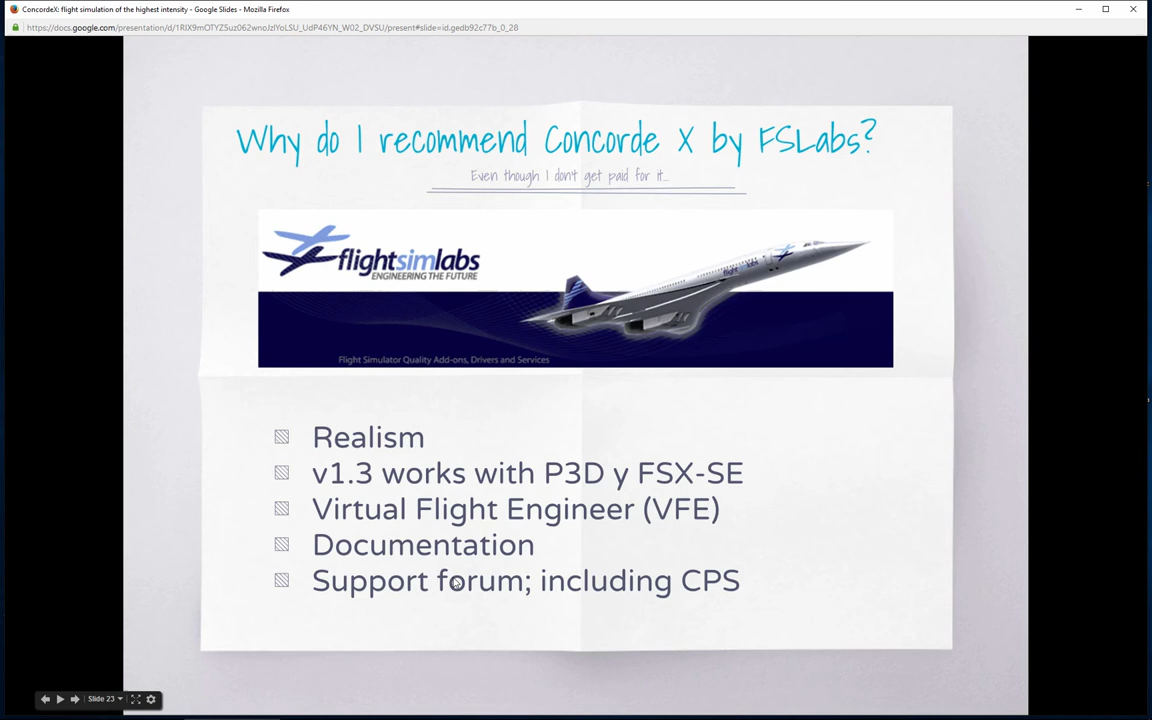 ConcordeX: flight simulation of the highest intensity - Google Slides - Mozilla Firefox
https://docs.google.com/presentation/d/1RIX9mOTYZ5uz062wnoJzlYoLSU_UdP46YN_W02_DVSU/present#slide=id.gedb92c77b_0_28
Why do I recommend Concorde X by FSLabs?
Even though I don't get paid for it...
flightsimlabs
ENGINEERING THE FUTURE
Flight Simulator Quality Add-ons, Drivers and Services
Realism
v1.3 works with P3D y FSX-SE
Virtual Flight Engineer (VFE)
Documentation
Support forum; including CPS
Slide 23